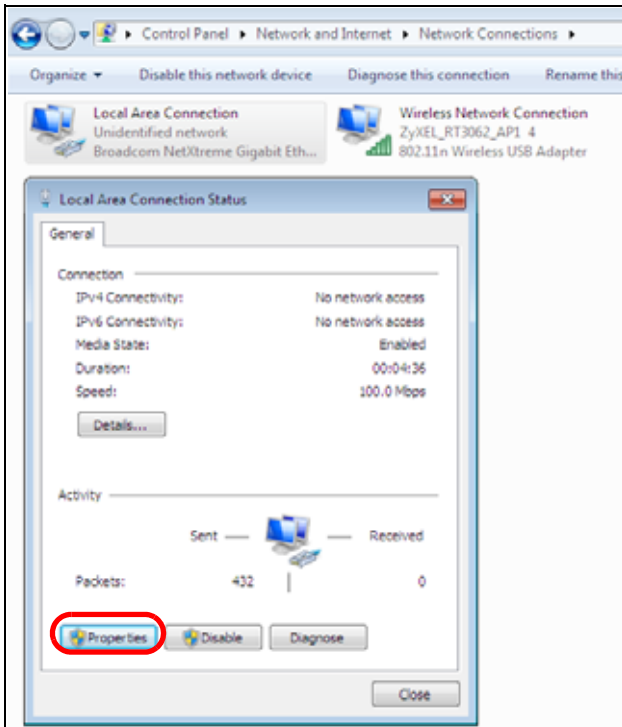 Control Panel ▸ Network and Internet ▸ Network Connections ▸
Organize ▾ Disable this network device Diagnose this connection Rename this
Local Area Connection
Unidentified network
Broadcom NetXtreme Gigabit Eth...
Wireless Network Connection
ZyXEL_RT3062_AP1 4
802.11n Wireless USB Adapter
Local Area Connection Status
General
Connection
IPv4 Connectivity: No network access
IPv6 Connectivity: No network access
Media State: Enabled
Duration: 00:04:36
Speed: 100.0 Mbps
Details...
Activity
Sent — — Received
Packets: 432 | 0
Properties Disable Diagnose
Close